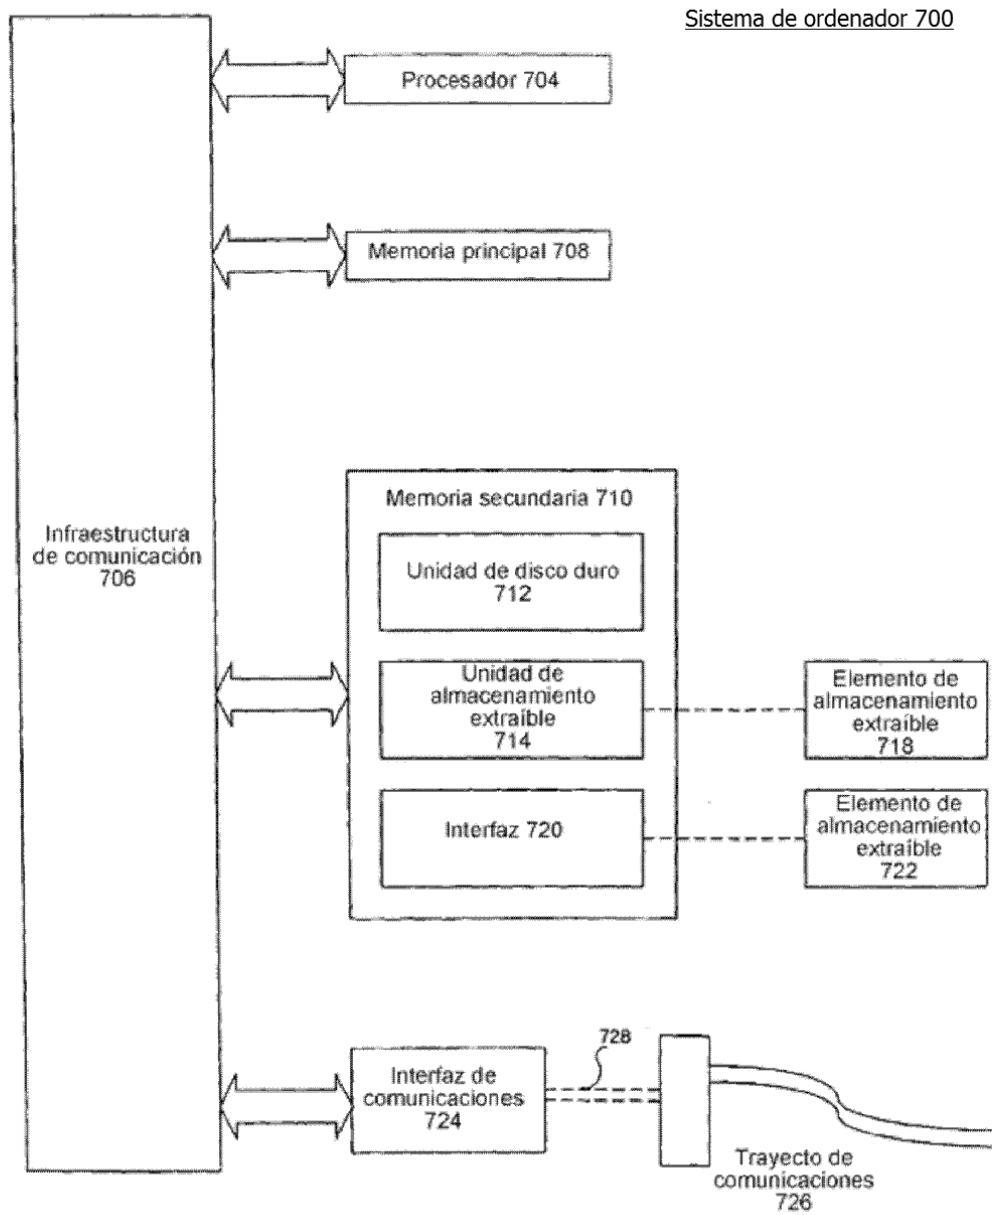 Sistema de ordenador 700
Procesador 704
Memoria principal 708
Infraestructura
de comunicación
706
Memoria secundaria 710
Unidad de disco duro
712
Unidad de
almacenamiento
extraíble
714
Elemento de
almacenamiento
extraíble
718
Interfaz 720
Elemento de
almacenamiento
extraíble
722
Interfaz de
comunicaciones
724
728
Trayecto de
comunicaciones
726